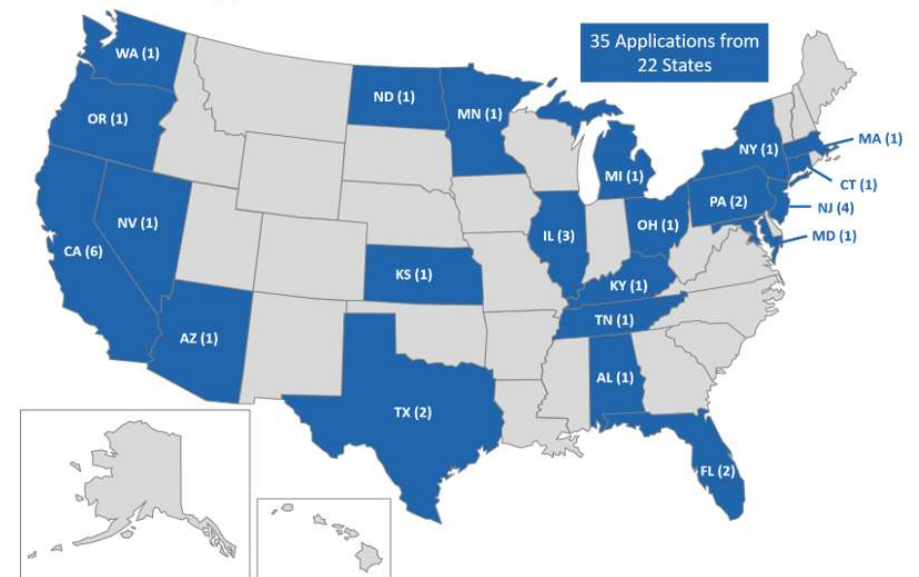 35 Applications from
22 States
WA (1)
OR (1)
CA (6)
NV (1)
AZ (1)
ND (1)
MN (1)
KS (1)
TX (2)
IL (3)
MI (1)
OH (1)
KY (1)
TN (1)
AL (1)
FL (2)
PA (2)
NY (1)
MA (1)
CT (1)
NJ (4)
MD (1)